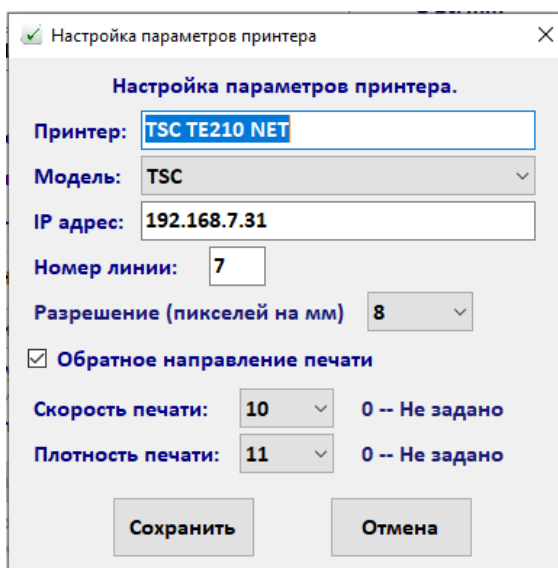 Настройка параметров принтера
Настройка параметров принтера.
Принтер: TSC TE210 NET
Модель: TSC
IP адрес: 192.168.7.31
Номер линии: 7
Разрешение (пикселей на мм) 8
Обратное направление печати
Скорость печати: 10 0 -- Не задано
Плотность печати: 11 0 -- Не задано
Сохранить Отмена